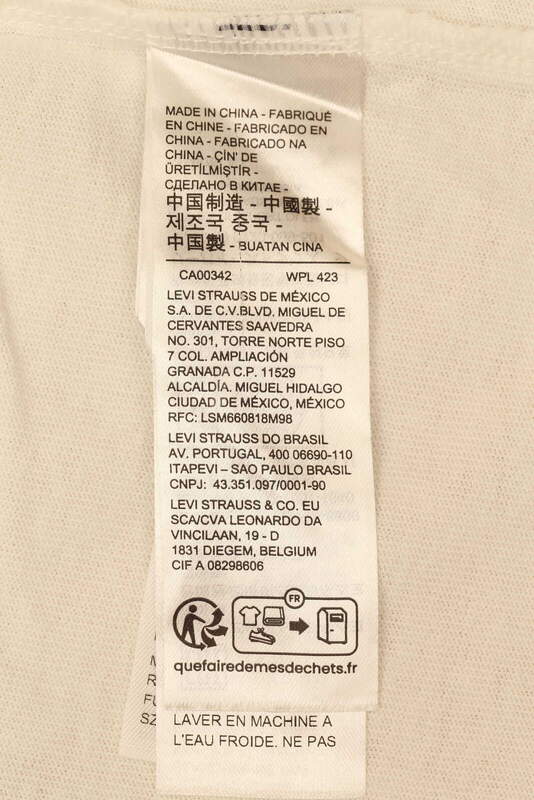 MADE IN CHINA - FABRIQUÉ
EN CHINE - FABRICADO EN
CHINA - FABRICADO NA
CHINA - ÇİN' DE
ÜRETİLMİŞTİR -
СДЕЛАНО В КИТАЕ -
中国制造 - 中國製 -
제조국 중국 -
中国製 - BUATAN CINA
CA00342 WPL 423
LEVI STRAUSS DE MÉXICO
S.A. DE C.V.BLVD. MIGUEL DE
CERVANTES SAAVEDRA
NO. 301, TORRE NORTE PISO
7 COL. AMPLIACIÓN
GRANADA C.P. 11529
ALCALDÍA. MIGUEL HIDALGO
CIUDAD DE MÉXICO, MÉXICO
RFC: LSM660818M98
LEVI STRAUSS DO BRASIL
AV. PORTUGAL, 400 06690-110
ITAPEVI – SAO PAULO BRASIL
CNPJ: 43.351.097/0001-90
LEVI STRAUSS & CO. EU
SCA/CVA LEONARDO DA
VINCILAAN, 19 - D
1831 DIEGEM, BELGIUM
CIF A 08298606
FR
quefairedemesdechets.fr
LAVER EN MACHINE A
L'EAU FROIDE. NE PAS